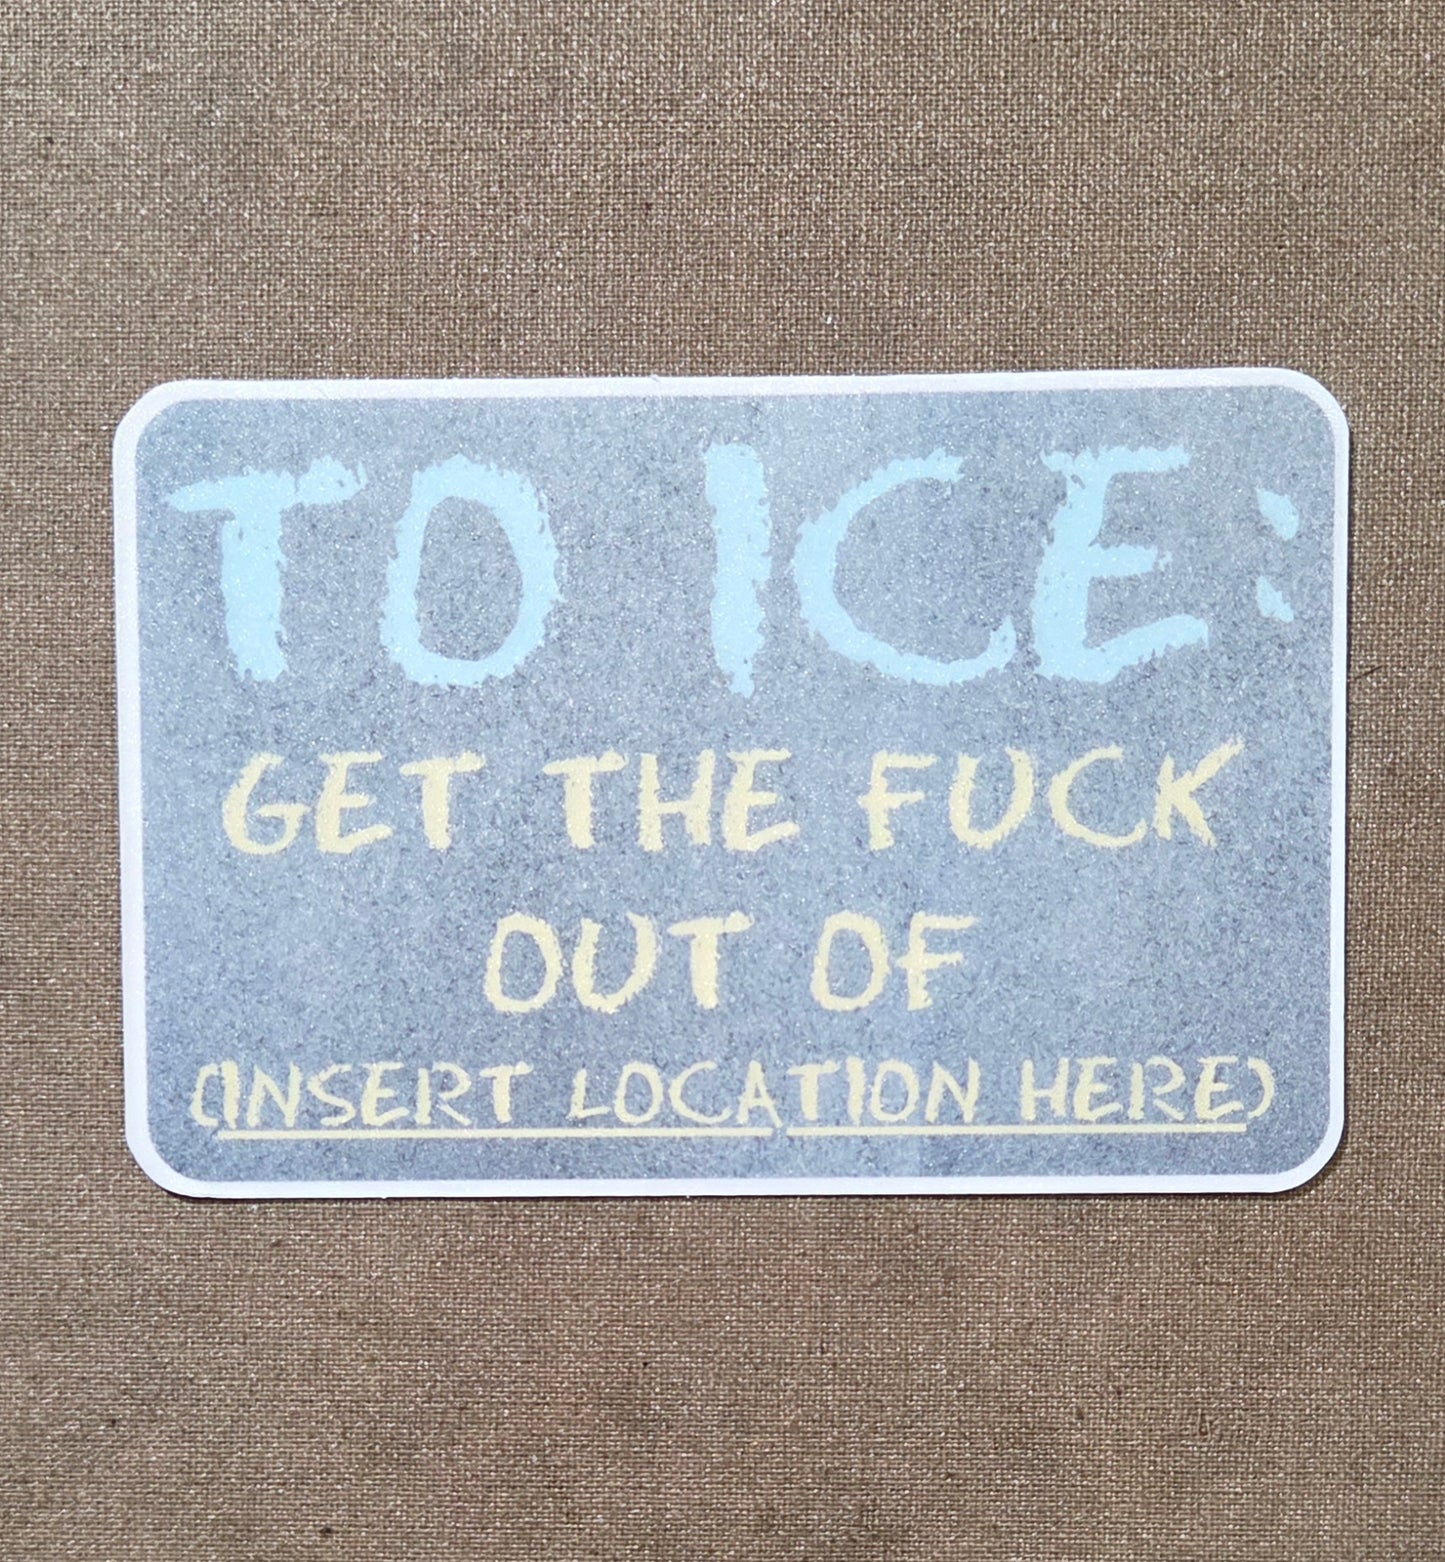 TO ICE:
GET THE FUCK
OUT OF
(INSERT LOCATION HERE)